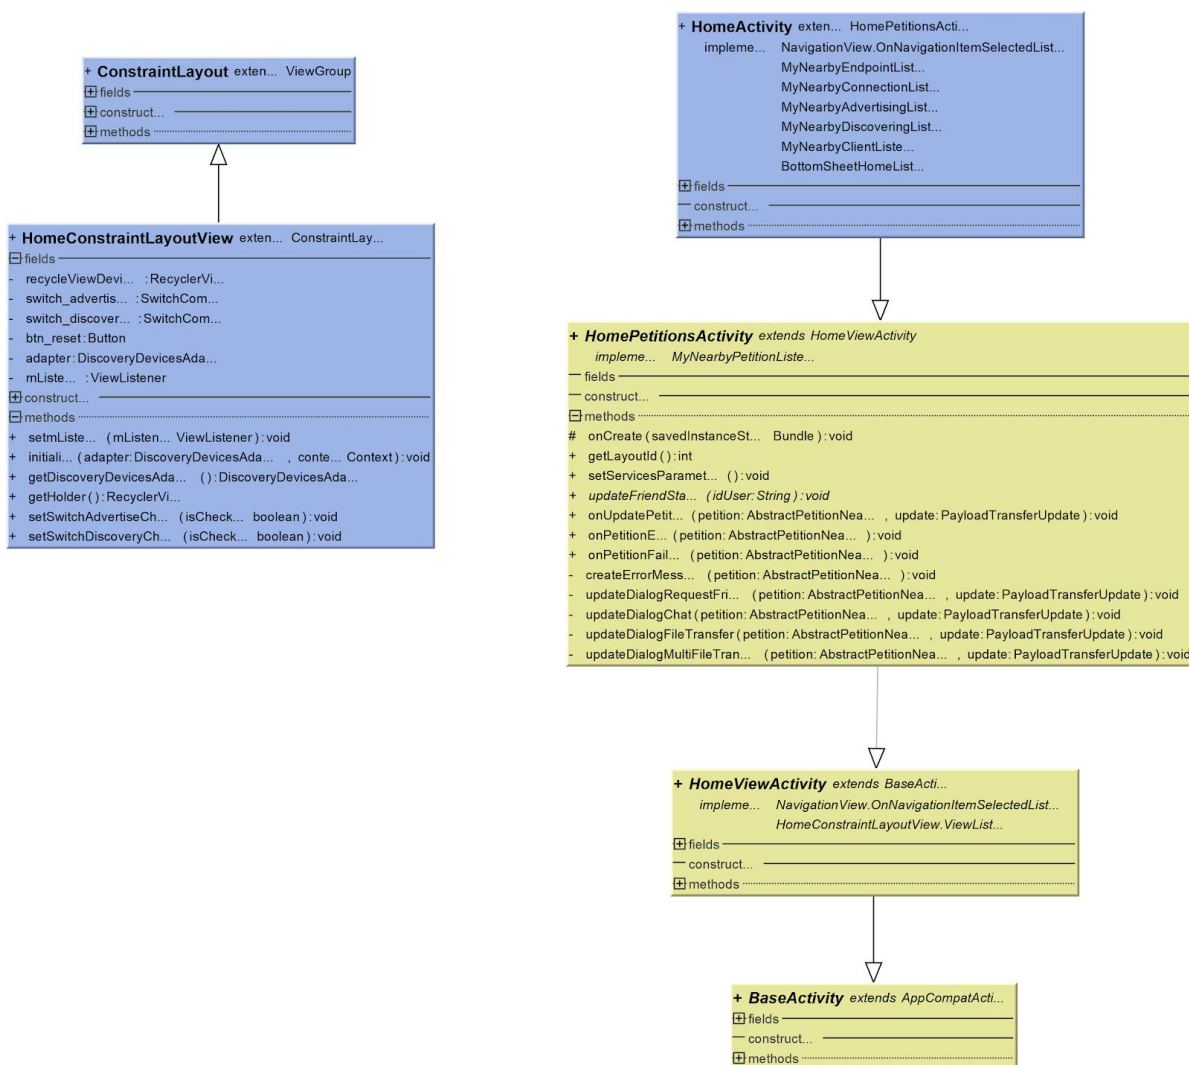 + ConstraintLayout exten... ViewGroup
+ fields
+ construct...
+ methods
+ HomeConstraintLayoutView exten... ConstraintLay...
- fields
- recycleViewDevi... :RecyclerVi...
- switch_advertis... :SwitchCom...
- switch_discover... :SwitchCom...
- btn_reset:Button
- adapter:DiscoveryDevicesAda...
- mListe... :ViewListener
+ construct...
- methods
+ setmListe... (mListen... ViewListener):void
+ initiali... (adapter:DiscoveryDevicesAda... , conte... Context):void
+ getDiscoveryDevicesAda... ():DiscoveryDevicesAda...
+ getHolder():RecyclerVi...
+ setSwitchAdvertiseCh... (isCheck... boolean):void
+ setSwitchDiscoveryCh... (isCheck... boolean):void
+ HomeActivity exten... HomePetitionsActi...
impleme... NavigationView.OnNavigationItemSelectedList...
MyNearbyEndpointList...
MyNearbyConnectionList...
MyNearbyAdvertisingList...
MyNearbyDiscoveringList...
MyNearbyClientListe...
BottomSheetHomeList...
+ fields
construct...
+ methods
+ HomePetitionsActivity extends HomeViewActivity
impleme... MyNearbyPetitionListe...
fields
construct...
- methods
# onCreate(savedInstanceSt... Bundle):void
+ getLayoutId():int
+ setServicesParamet... ():void
+ updateFriendSta... (idUser:String):void
+ onUpdatePetit... (petition:AbstractPetitionNea... , update:PayloadTransferUpdate):void
+ onPetitionE... (petition:AbstractPetitionNea... ):void
+ onPetitionFail... (petition:AbstractPetitionNea... ):void
- createErrorMess... (petition:AbstractPetitionNea... ):void
- updateDialogRequestFri... (petition:AbstractPetitionNea... , update:PayloadTransferUpdate):void
- updateDialogChat(petition:AbstractPetitionNea... , update:PayloadTransferUpdate):void
- updateDialogFileTransfer(petition:AbstractPetitionNea... , update:PayloadTransferUpdate):void
- updateDialogMultiFileTran... (petition:AbstractPetitionNea... , update:PayloadTransferUpdate):void
+ HomeViewActivity extends BaseActi...
impleme... NavigationView.OnNavigationItemSelectedList...
HomeConstraintLayoutView.ViewList...
+ fields
construct...
+ methods
+ BaseActivity extends AppCompatActi...
+ fields
construct...
+ methods